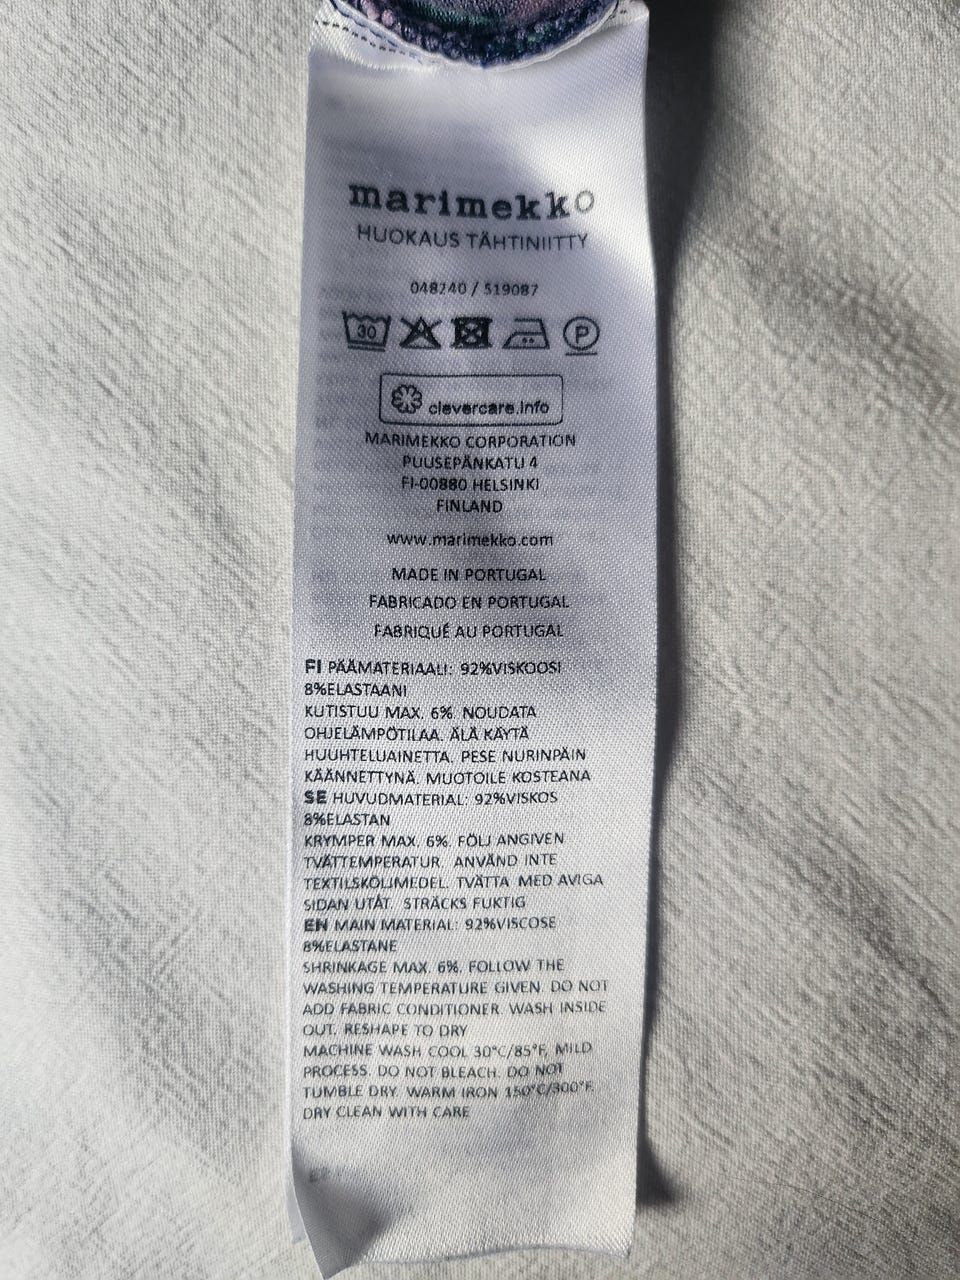 marimekko
HUOKAUS TÄHTINIITTY
048240 / 519087
30
P
clevercare.info
MARIMEKKO CORPORATION
PUUSEPÄNKATU 4
FI-00880 HELSINKI
FINLAND
www.marimekko.com
MADE IN PORTUGAL
FABRICADO EN PORTUGAL
FABRIQUÉ AU PORTUGAL
FI PÄÄMATERIAALI: 92%VISKOOSI
8%ELASTAANI
KUTISTUU MAX. 6%. NOUDATA
OHJELÄMPÖTILAA. ÄLÄ KÄYTÄ
HUUHTELUAINETTA. PESE NURINPÄIN
KÄÄNNETTYNÄ. MUOTOILE KOSTEANA
SE HUVUDMATERIAL: 92%VISKOS
8%ELASTAN
KRYMPER MAX. 6%. FÖLJ ANGIVEN
TVÄTTEMPERATUR. ANVÄND INTE
TEXTILSKÖLJMEDEL. TVÄTTA MED AVIGA
SIDAN UTÅT. STRÄCKS FUKTIG
EN MAIN MATERIAL: 92%VISCOSE
8%ELASTANE
SHRINKAGE MAX. 6%. FOLLOW THE
WASHING TEMPERATURE GIVEN. DO NOT
ADD FABRIC CONDITIONER. WASH INSIDE
OUT. RESHAPE TO DRY
MACHINE WASH COOL 30°C/85°F, MILD
PROCESS. DO NOT BLEACH. DO NOT
TUMBLE DRY. WARM IRON 150°C/300°F.
DRY CLEAN WITH CARE